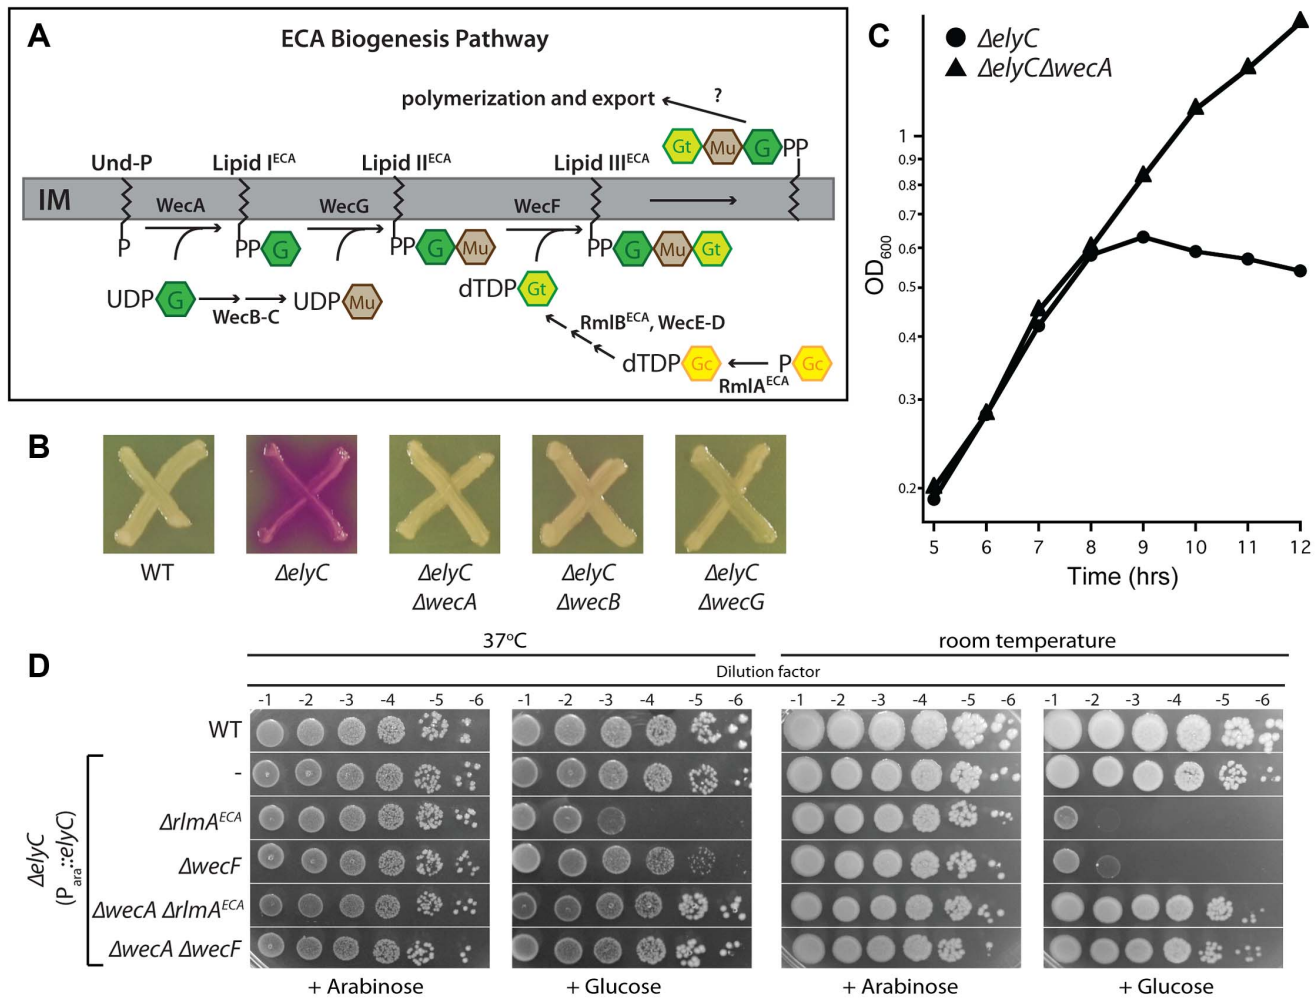 A
ECA Biogenesis Pathway
polymerization and export
?
Gt Mu G PP
Und-P Lipid I^ECA Lipid II^ECA Lipid III^ECA
IM WecA WecG WecF
P PP G PP G Mu PP G Mu Gt
UDP G UDP Mu dTDP Gt
WecB-C
RmlB^ECA, WecE-D
dTDP Gc P Gc
RmlA^ECA
B
WT ΔelyC ΔelyC ΔelyC ΔelyC
ΔwecA ΔwecB ΔwecG
C
ΔelyC
ΔelyCΔwecA
OD600
1
0.9
0.8
0.7
0.6
0.5
0.4
0.3
0.2
5 6 7 8 9 10 11 12
Time (hrs)
D
37°C room temperature
Dilution factor
-1 -2 -3 -4 -5 -6 -1 -2 -3 -4 -5 -6 -1 -2 -3 -4 -5 -6 -1 -2 -3 -4 -5 -6
WT
-
ΔrlmA^ECA
ΔwecF
ΔwecA ΔrlmA^ECA
ΔwecA ΔwecF
ΔelyC
(Para::elyC)
+ Arabinose + Glucose + Arabinose + Glucose